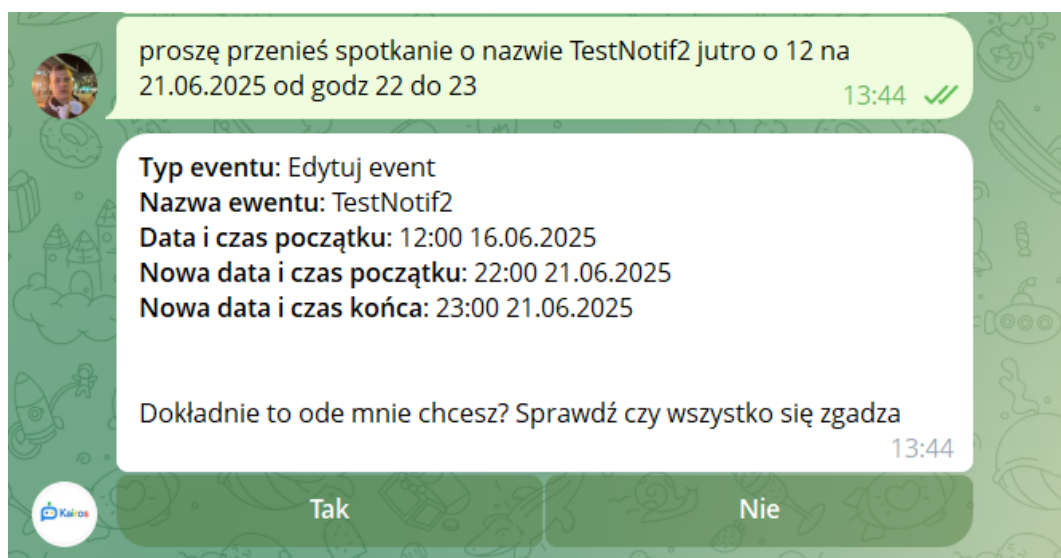 proszę przenieś spotkanie o nazwie TestNotif2 jutro o 12 na
21.06.2025 od godz 22 do 23
13:44
Typ eventu: Edytuj event
Nazwa ewentu: TestNotif2
Data i czas początku: 12:00 16.06.2025
Nowa data i czas początku: 22:00 21.06.2025
Nowa data i czas końca: 23:00 21.06.2025
Dokładnie to ode mnie chcesz? Sprawdź czy wszystko się zgadza
13:44
Kairos
Tak
Nie